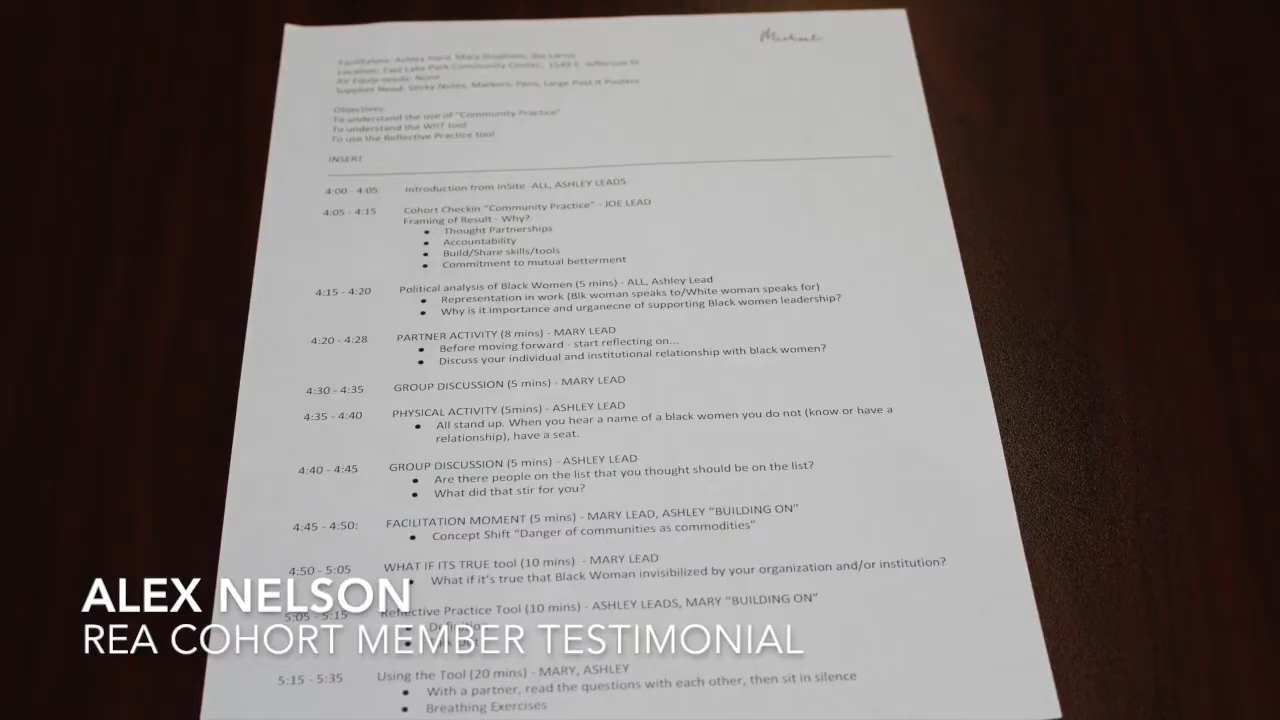 Michael
Facilitators: Ashley Hare, Mary Stephens, Joe
Location: East Lake Park Community Center, 1549 E. Jefferson St
AV Equip needs: None
Supplies Need: Sticky Notes, Markers, Pens, Large Post It Posters
Objectives:
To understand the use of "Community Practice"
To understand the WIIT tool
To use the Reflective Practice tool
INSERT
4:00 - 4:05 Introduction from InSite -ALL, ASHLEY LEADS
4:05 - 4:15 Cohort Checkin "Community Practice" - JOE LEAD
Framing of Result - Why?
• Thought Partnerships
• Accountability
• Build/Share skills/tools
• Commitment to mutual betterment
4:15 - 4:20 Political analysis of Black Women (5 mins) - ALL, Ashley Lead
• Representation in work (Blk woman speaks to/White woman speaks for)
• Why is it importance and urganecne of supporting Black women leadership?
4:20 - 4:28 PARTNER ACTIVITY (8 mins) - MARY LEAD
• Before moving forward - start reflecting on...
• Discuss your individual and institutional relationship with black women?
4:30 - 4:35 GROUP DISCUSSION (5 mins) - MARY LEAD
4:35 - 4:40 PHYSICAL ACTIVITY (5mins) - ASHLEY LEAD
• All stand up. When you hear a name of a black women you do not (know or have a
relationship), have a seat.
4:40 - 4:45 GROUP DISCUSSION (5 mins) - ASHLEY LEAD
• Are there people on the list that you thought should be on the list?
• What did that stir for you?
4:45 - 4:50: FACILITATION MOMENT (5 mins) - MARY LEAD, ASHLEY "BUILDING ON"
• Concept Shift "Danger of communities as commodities"
4:50 - 5:05 WHAT IF ITS TRUE tool (10 mins) - MARY LEAD
• What if it's true that Black Woman invisibilized by your organization and/or institution?
5:05 - 5:15 Reflective Practice Tool (10 mins) - ASHLEY LEADS, MARY "BUILDING ON"
• Definition
5:15 - 5:35 Using the Tool (20 mins) - MARY, ASHLEY
• With a partner, read the questions with each other, then sit in silence
• Breathing Exercises
ALEX NELSON
REA COHORT MEMBER TESTIMONIAL